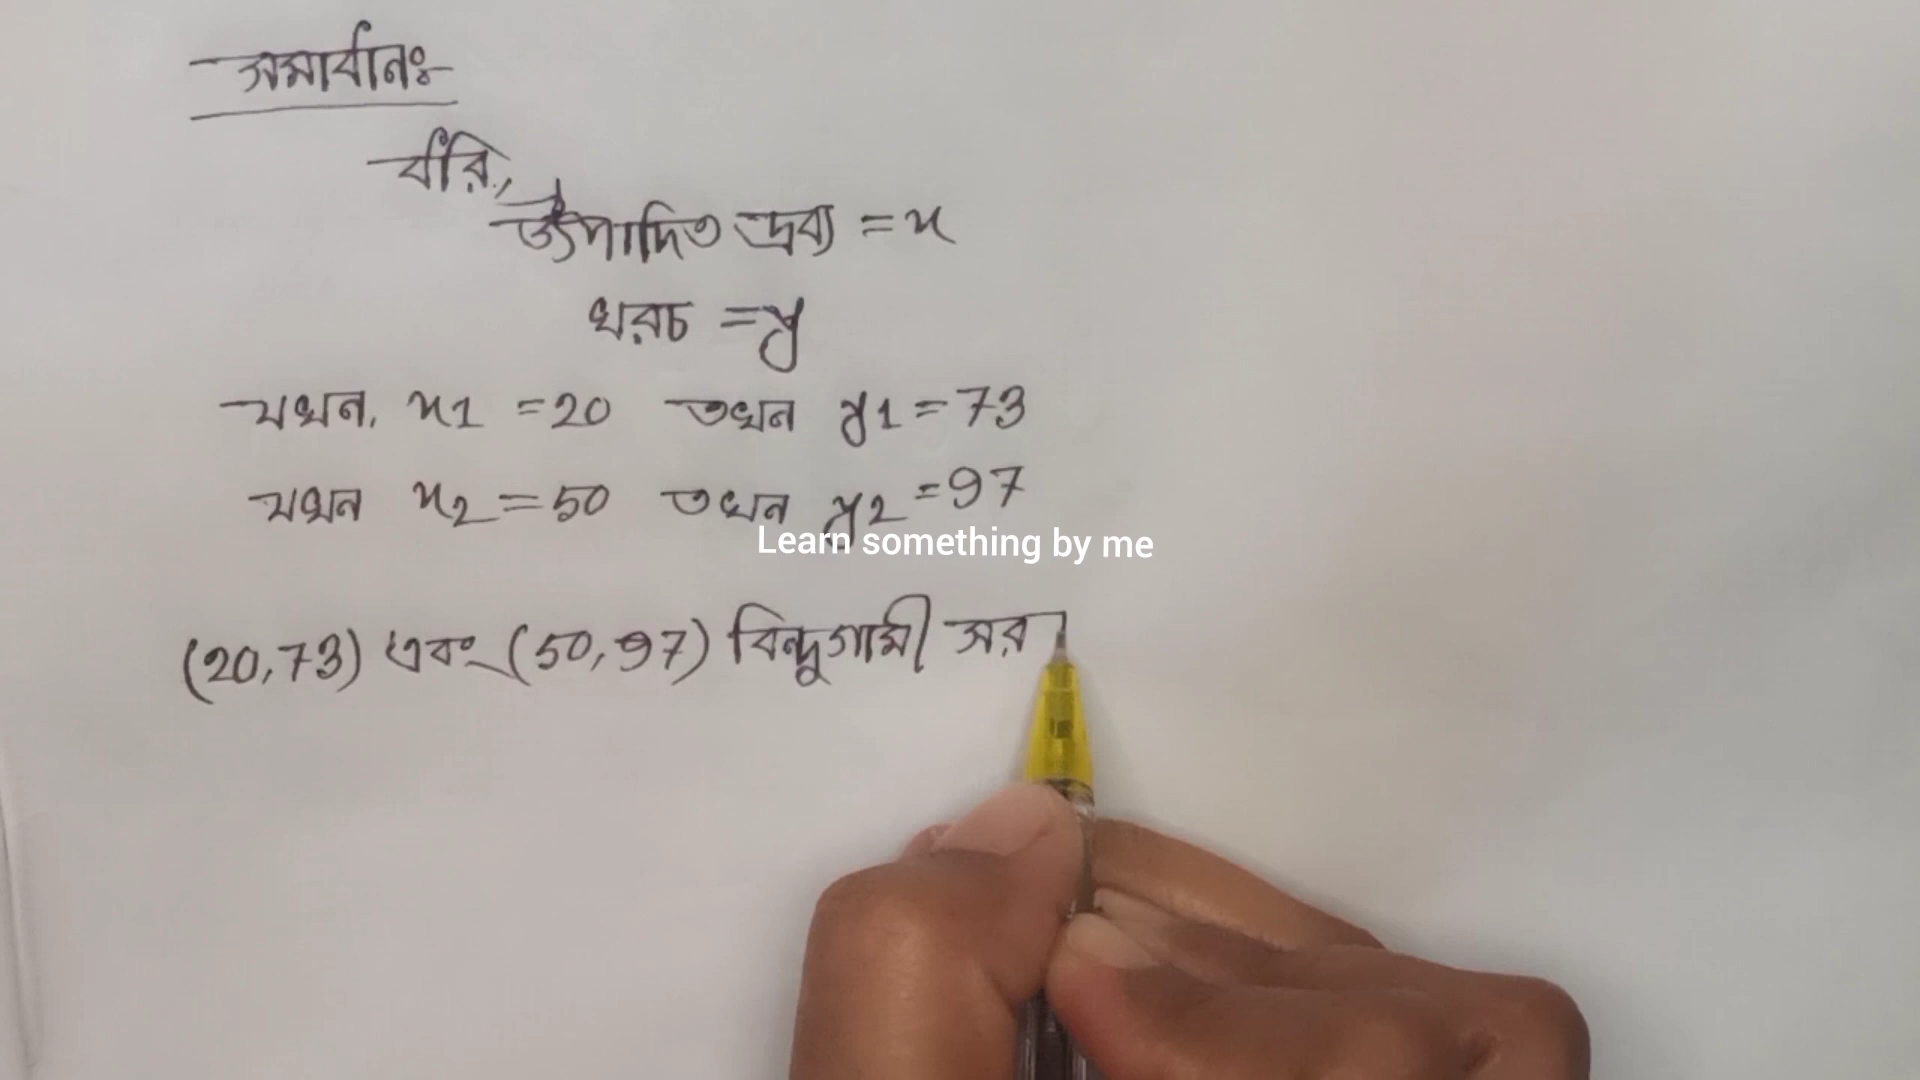 সমাধানঃ
ধরি,
উৎপাদিত দ্রব্য = x
খরচ = y
যখন, x1 = 20 তখন y1 = 73
যখন x2 = 50 তখন y2 = 97
Learn something by me
(20,73) এবং (50,97) বিন্দুগামী সর